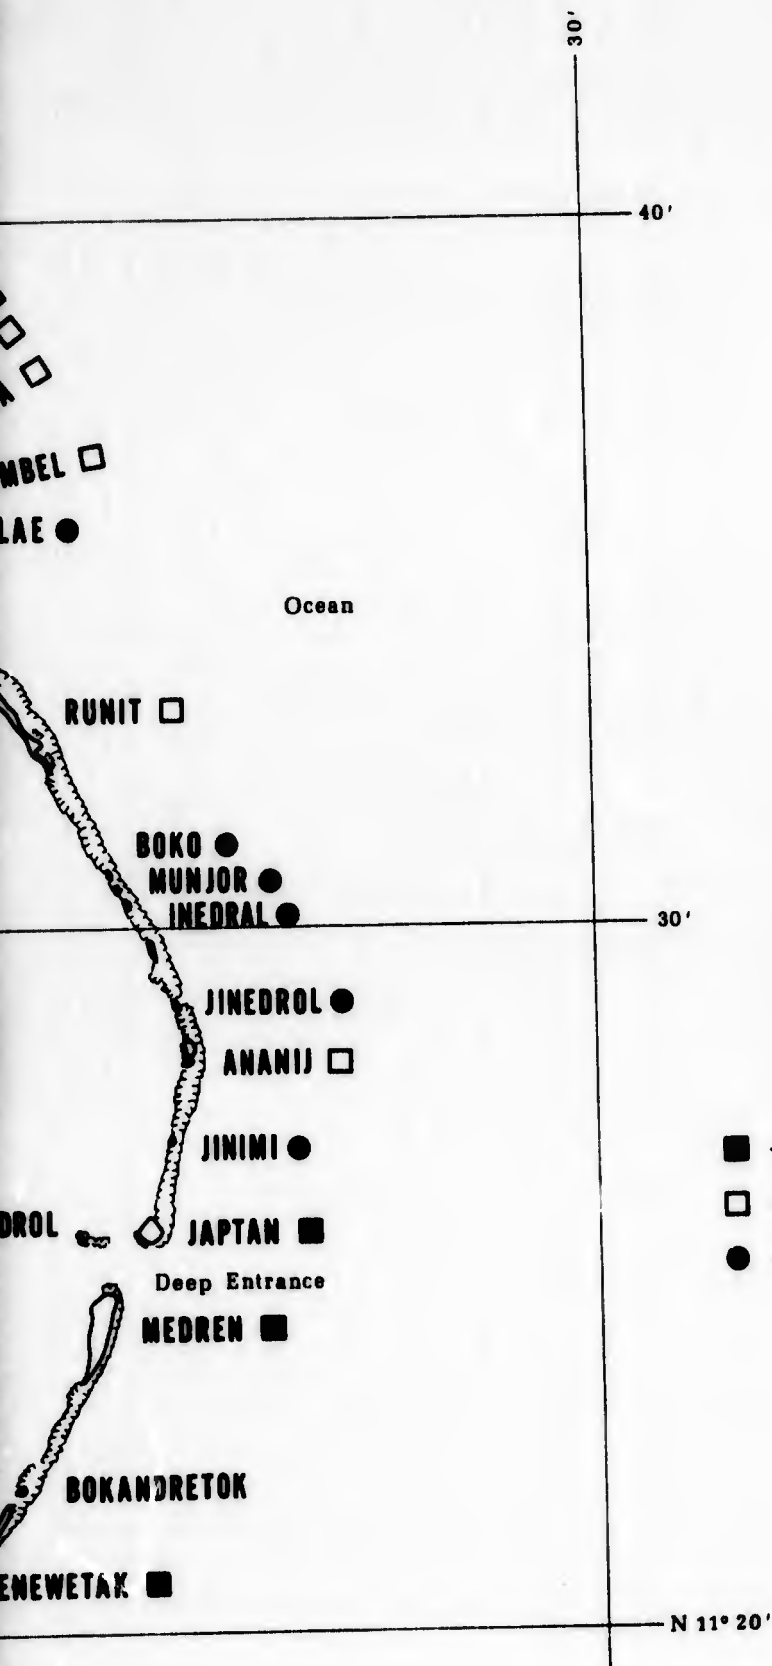 30'
40'
A
MBEL
LAE
Ocean
RUNIT
BOKO
MUNJOR
INEDRAL
30'
JINEDROL
ANANIJ
JINIMI
DROL
JAPTAN
Deep Entrance
MEDREN
BOKANDRETOK
ENEWETAK
N 11° 20'